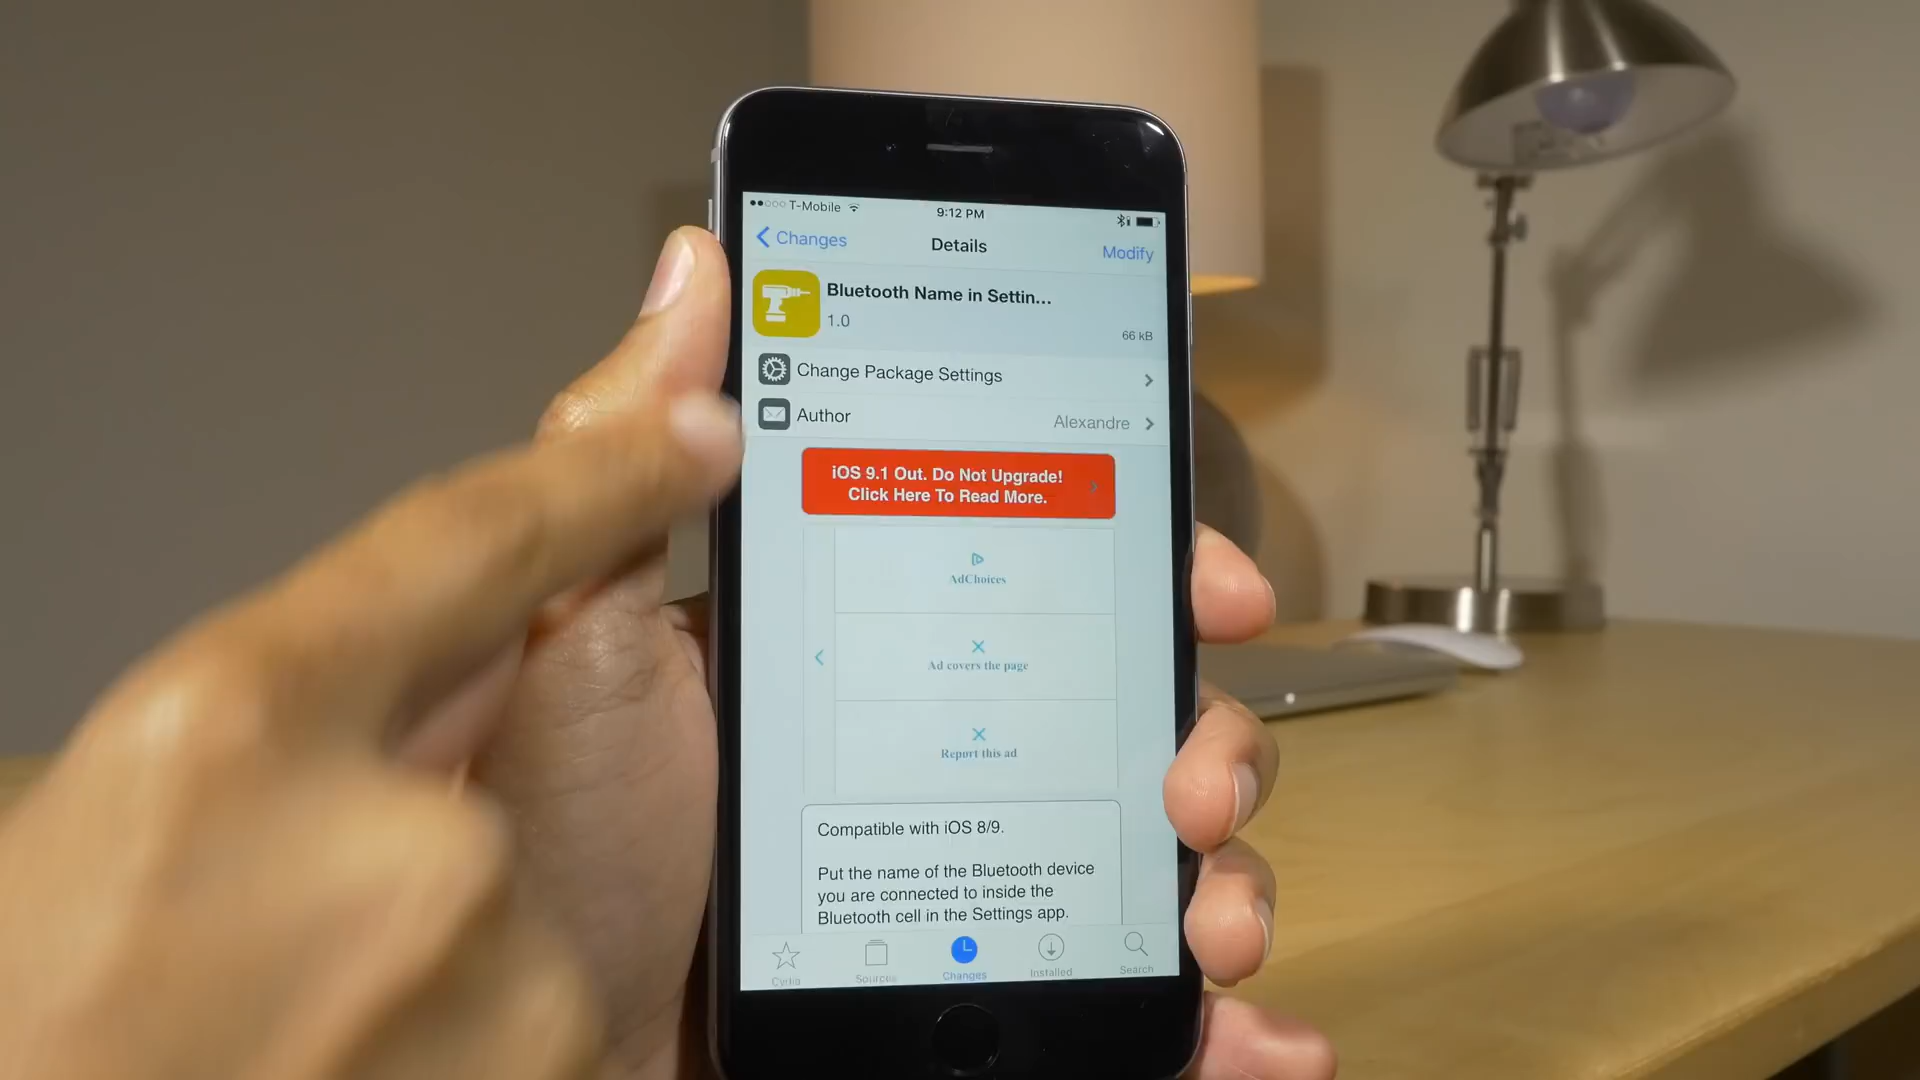 T-Mobile
9:12 PM
Changes
Details
Modify
Bluetooth Name in Settin...
1.0
66 kB
Change Package Settings
Author
Alexandre
iOS 9.1 Out. Do Not Upgrade!
Click Here To Read More.
AdChoices
Ad covers the page
Report this ad
Compatible with iOS 8/9.
Put the name of the Bluetooth device
you are connected to inside the
Bluetooth cell in the Settings app.
Cydia
Sources
Changes
Installed
Search